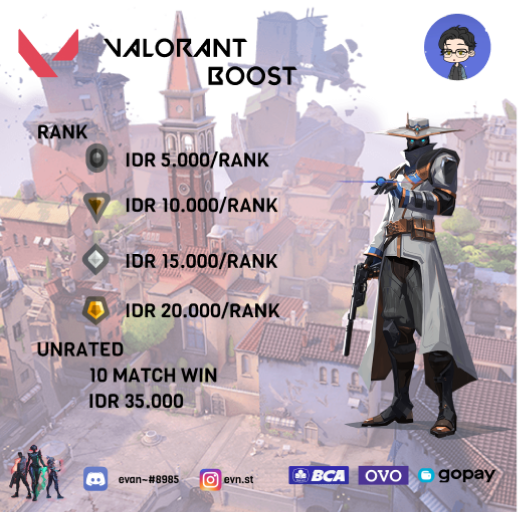 VALORANT
BOOST
RANK
IDR 5.000/RANK
IDR 10.000/RANK
IDR 15.000/RANK
IDR 20.000/RANK
UNRATED
10 MATCH WIN
IDR 35.000
evan~#8985 evn.st BCA OVO gopay